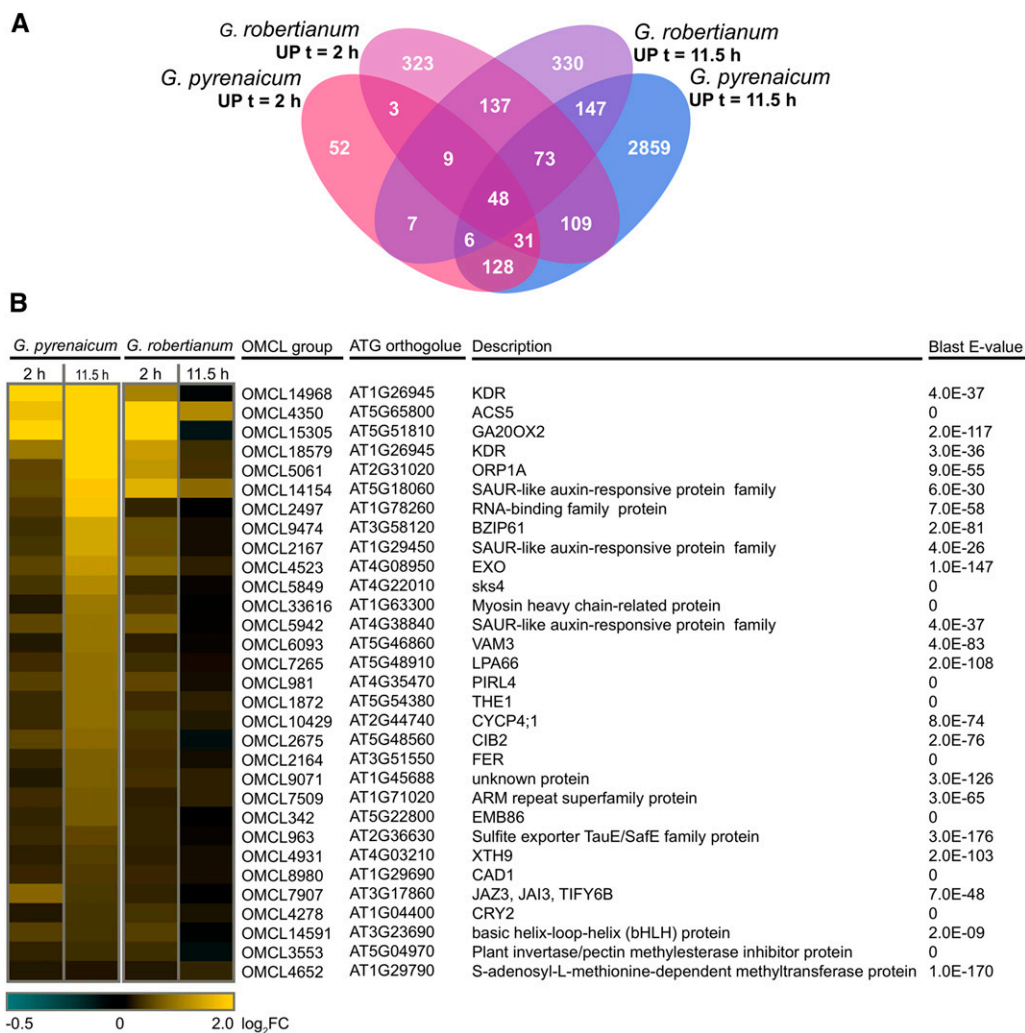 A
G. robertianum
UP t = 2 h
G. pyrenaicum
UP t = 2 h
G. robertianum
UP t = 11.5 h
G. pyrenaicum
UP t = 11.5 h
323
330
3
137
147
52
9
73
2859
48
7
6
31
109
128
B
G. pyrenaicum G. robertianum OMCL group ATG orthogolue Description Blast E-value
2 h 11.5 h 2 h 11.5 h
OMCL14968 AT1G26945 KDR 4.0E-37
OMCL4350 AT5G65800 ACS5 0
OMCL15305 AT5G51810 GA20OX2 2.0E-117
OMCL18579 AT1G26945 KDR 3.0E-36
OMCL5061 AT2G31020 ORP1A 9.0E-55
OMCL14154 AT5G18060 SAUR-like auxin-responsive protein family 6.0E-30
OMCL2497 AT1G78260 RNA-binding family protein 7.0E-58
OMCL9474 AT3G58120 BZIP61 2.0E-81
OMCL2167 AT1G29450 SAUR-like auxin-responsive protein family 4.0E-26
OMCL4523 AT4G08950 EXO 1.0E-147
OMCL5849 AT4G22010 sks4 0
OMCL33616 AT1G63300 Myosin heavy chain-related protein 0
OMCL5942 AT4G38840 SAUR-like auxin-responsive protein family 4.0E-37
OMCL6093 AT5G46860 VAM3 4.0E-83
OMCL7265 AT5G48910 LPA66 2.0E-108
OMCL981 AT4G35470 PIRL4 0
OMCL1872 AT5G54380 THE1 0
OMCL10429 AT2G44740 CYCP4;1 8.0E-74
OMCL2675 AT5G48560 CIB2 2.0E-76
OMCL2164 AT3G51550 FER 0
OMCL9071 AT1G45688 unknown protein 3.0E-126
OMCL7509 AT1G71020 ARM repeat superfamily protein 3.0E-65
OMCL342 AT5G22800 EMB86 0
OMCL963 AT2G36630 Sulfite exporter TauE/SafE family protein 3.0E-176
OMCL4931 AT4G03210 XTH9 2.0E-103
OMCL8980 AT1G29690 CAD1 0
OMCL7907 AT3G17860 JAZ3, JAI3, TIFY6B 7.0E-48
OMCL4278 AT1G04400 CRY2 0
OMCL14591 AT3G23690 basic helix-loop-helix (bHLH) protein 2.0E-09
OMCL3553 AT5G04970 Plant invertase/pectin methylesterase inhibitor protein 0
OMCL4652 AT1G29790 S-adenosyl-L-methionine-dependent methyltransferase protein 1.0E-170
-0.5 0 2.0 log₂FC